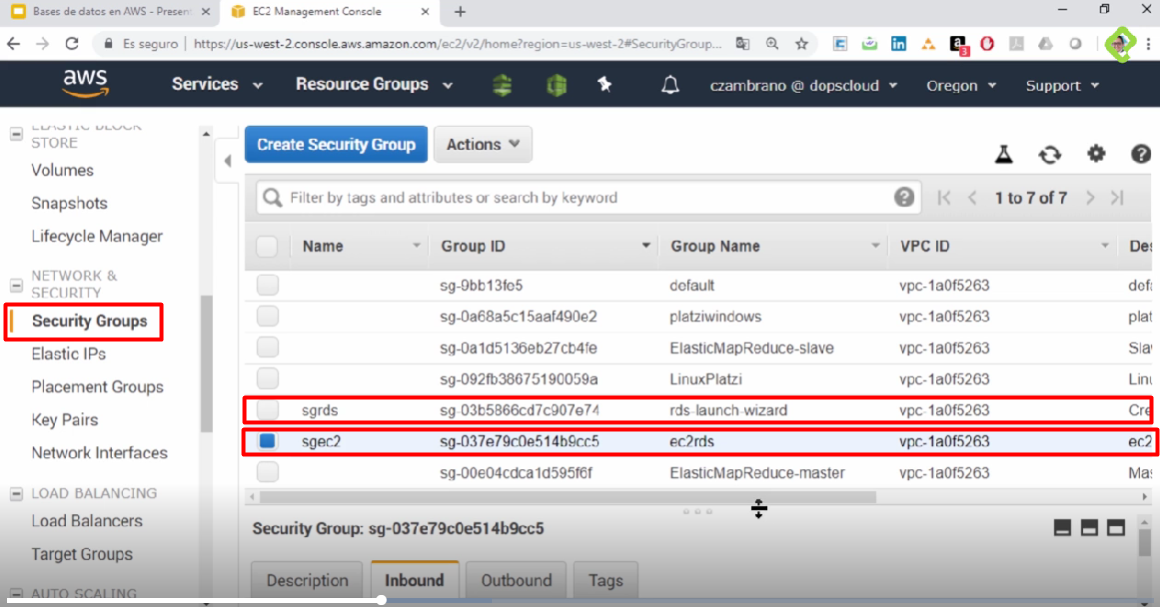 Bases de datos en AWS - Present
EC2 Management Console
Es seguro | https://us-west-2.console.aws.amazon.com/ec2/v2/home?region=us-west-2#SecurityGroup...
aws Services Resource Groups czambrano @ dopscloud Oregon Support
ELASTIC BLOCK
STORE
Volumes
Snapshots
Lifecycle Manager
NETWORK &
SECURITY
Security Groups
Elastic IPs
Placement Groups
Key Pairs
Network Interfaces
LOAD BALANCING
Load Balancers
Target Groups
AUTO SCALING
Create Security Group Actions
Filter by tags and attributes or search by keyword 1 to 7 of 7
Name Group ID Group Name VPC ID Des
sg-9bb13fe5 default vpc-1a0f5263 def
sg-0a68a5c15aaf490e2 platziwindows vpc-1a0f5263 plat
sg-0a1d5136eb27cb4fe ElasticMapReduce-slave vpc-1a0f5263 Sla
sg-092fb38675190059a LinuxPlatzi vpc-1a0f5263 Linu
sgrds sg-03b5866cd7c907e74 rds-launch-wizard vpc-1a0f5263 Cre
sgec2 sg-037e79c0e514b9cc5 ec2rds vpc-1a0f5263 ec2
sg-00e04cdca1d595f6f ElasticMapReduce-master vpc-1a0f5263 Mas
Security Group: sg-037e79c0e514b9cc5
Description Inbound Outbound Tags